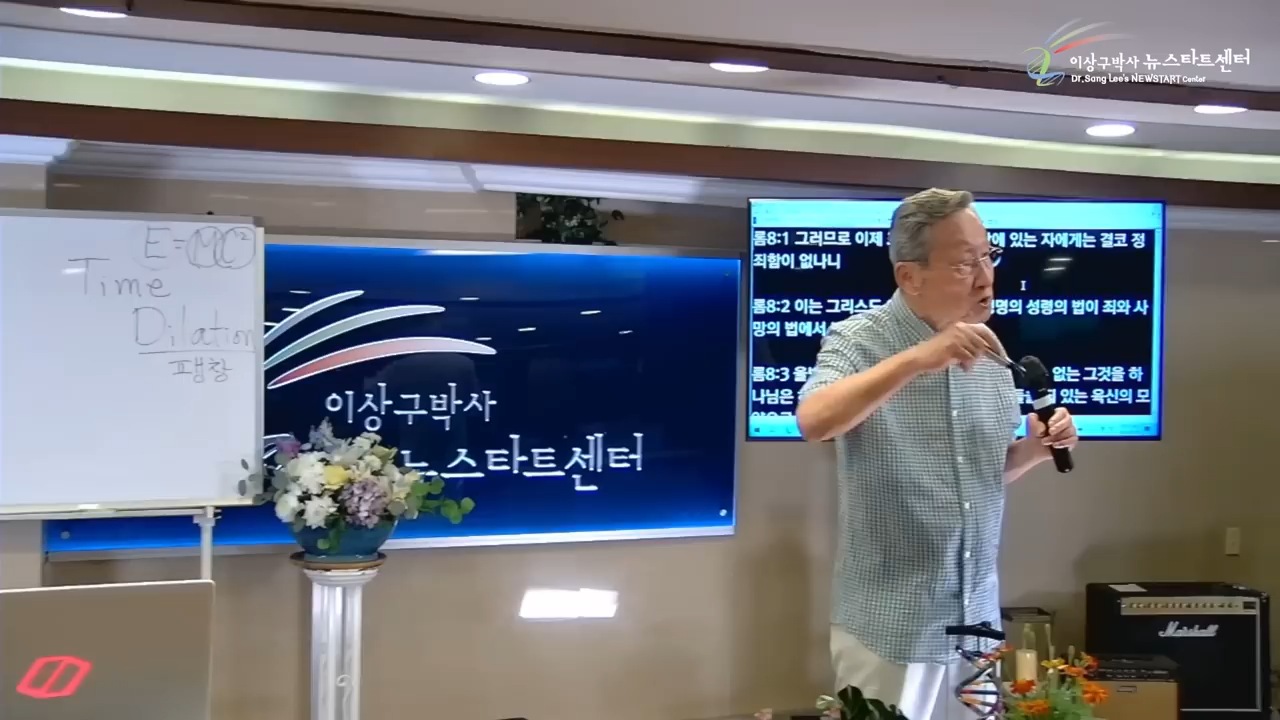 이상구박사 뉴스타트센터
Dr. Sang Lee's NEWSTART Center
E=MC²
Time
Dilation
팽창
이상구박사
뉴스타트센터
롬8:1 그러므로 이제 있는 자에게는 결코 정
죄함이 없나니
롬8:2 이는 그리스도 성령의 법이 죄와 사
망의 법에서
롬8:3 없는 그것을 하
나님은 있는 육신의 모
Marshall